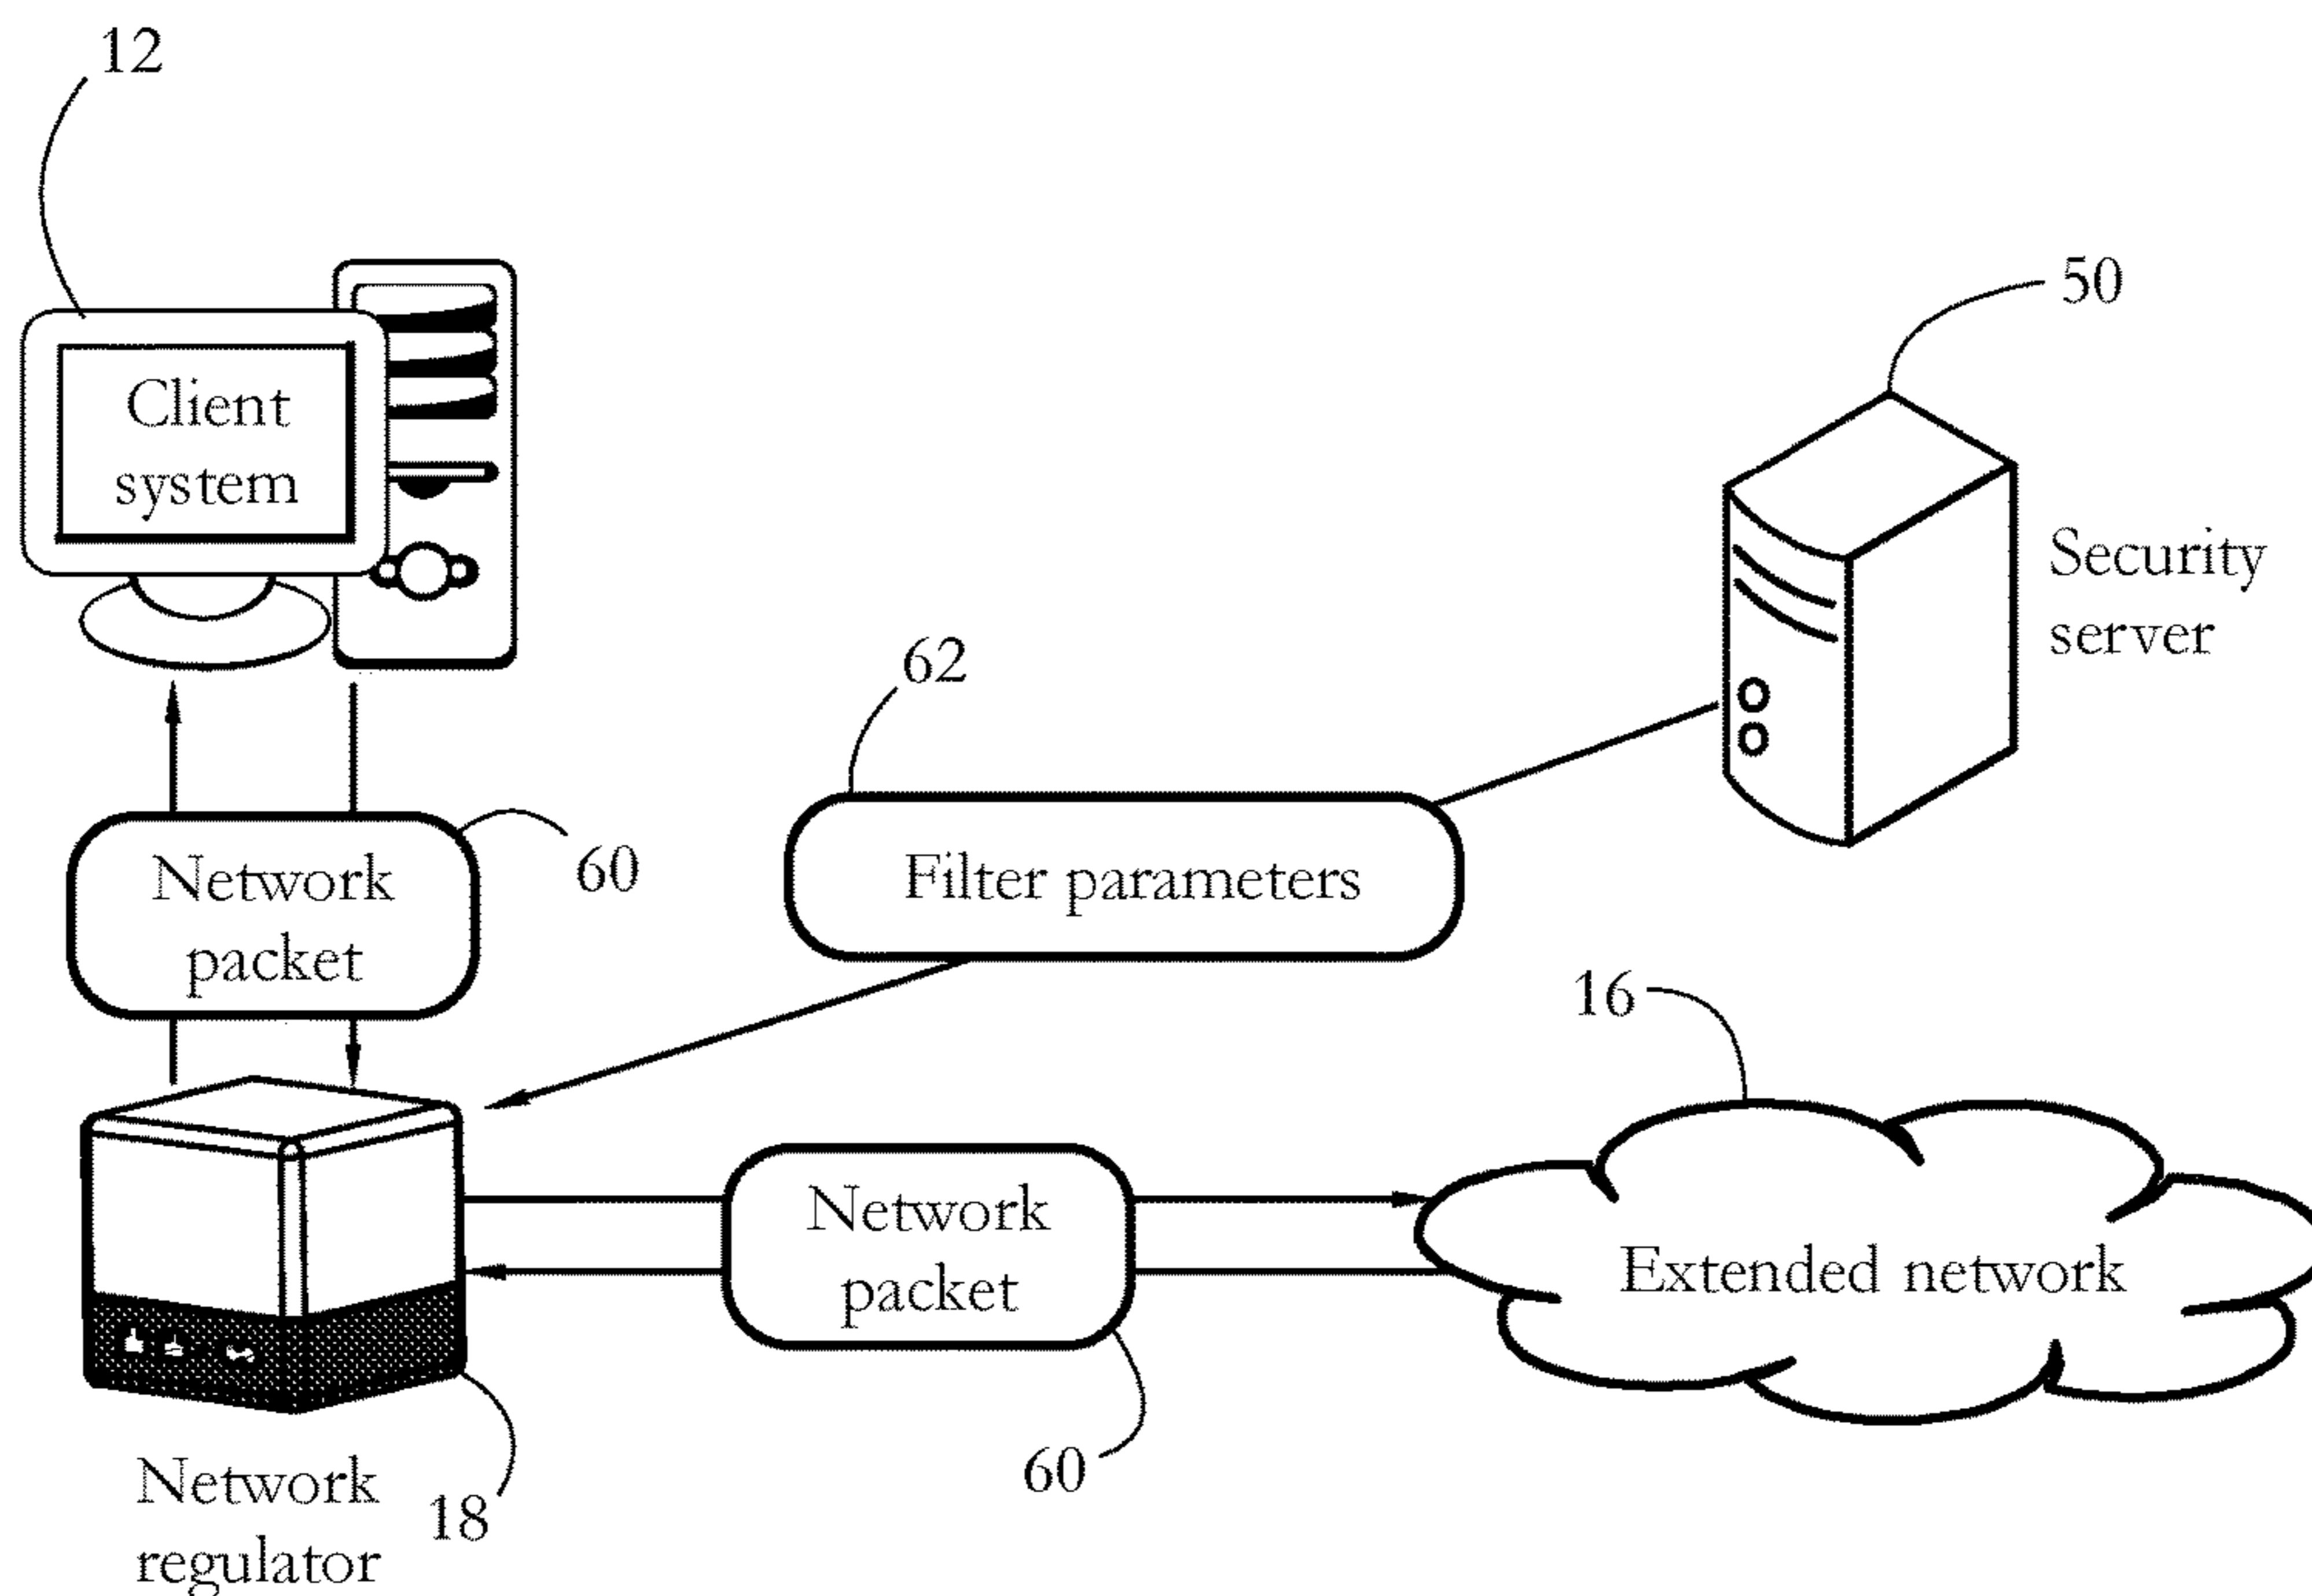 12
50
Client
system
Security
server
62
Network
packet
60
Filter parameters
16
Network
packet
Extended network
60
Network
regulator
18